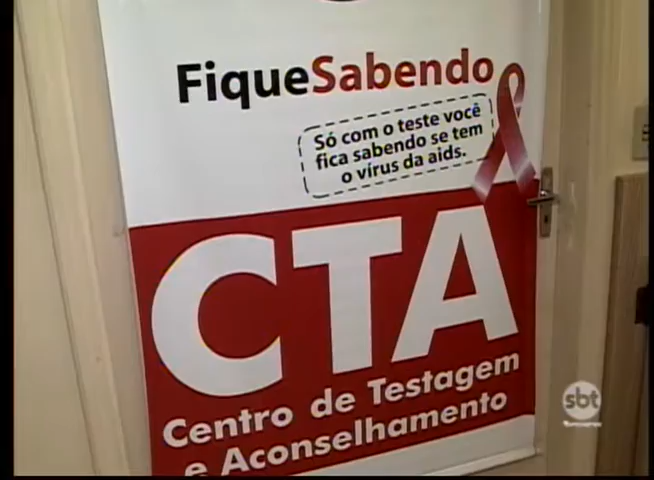 FiqueSabendo
Só com o teste você
fica sabendo se tem
o vírus da aids.
CTA
Centro de Testagem
e Aconselhamento
sbt